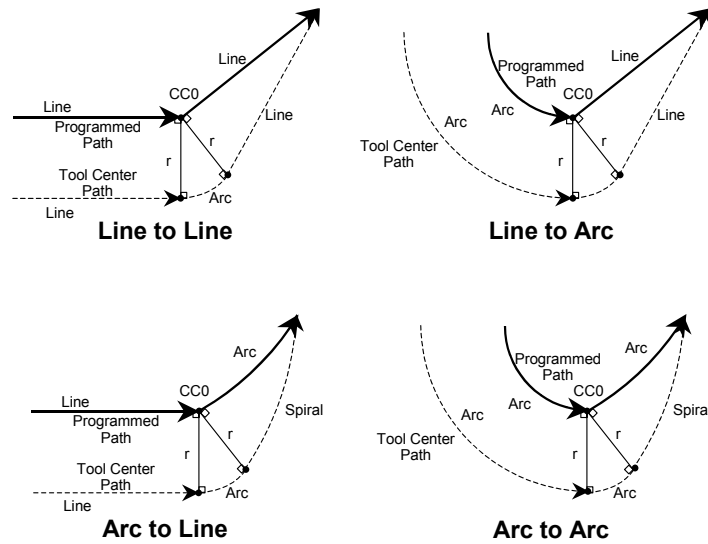 Line
CC0
Line
Programmed
Path
Line
r
r
Tool Center
Path
Arc
Line
Line to Line
Programmed
Path
Line
CC0
Arc
Line
Arc
Tool Center
Path
r
r
Arc
Line to Arc
Arc
CC0
Line
Programmed
Path
Spiral
r
r
Tool Center
Path
Arc
Line
Arc to Line
Programmed
Path
Arc
CC0
Arc
Arc
Spiral
Tool Center
Path
r
r
Arc
Arc to Arc